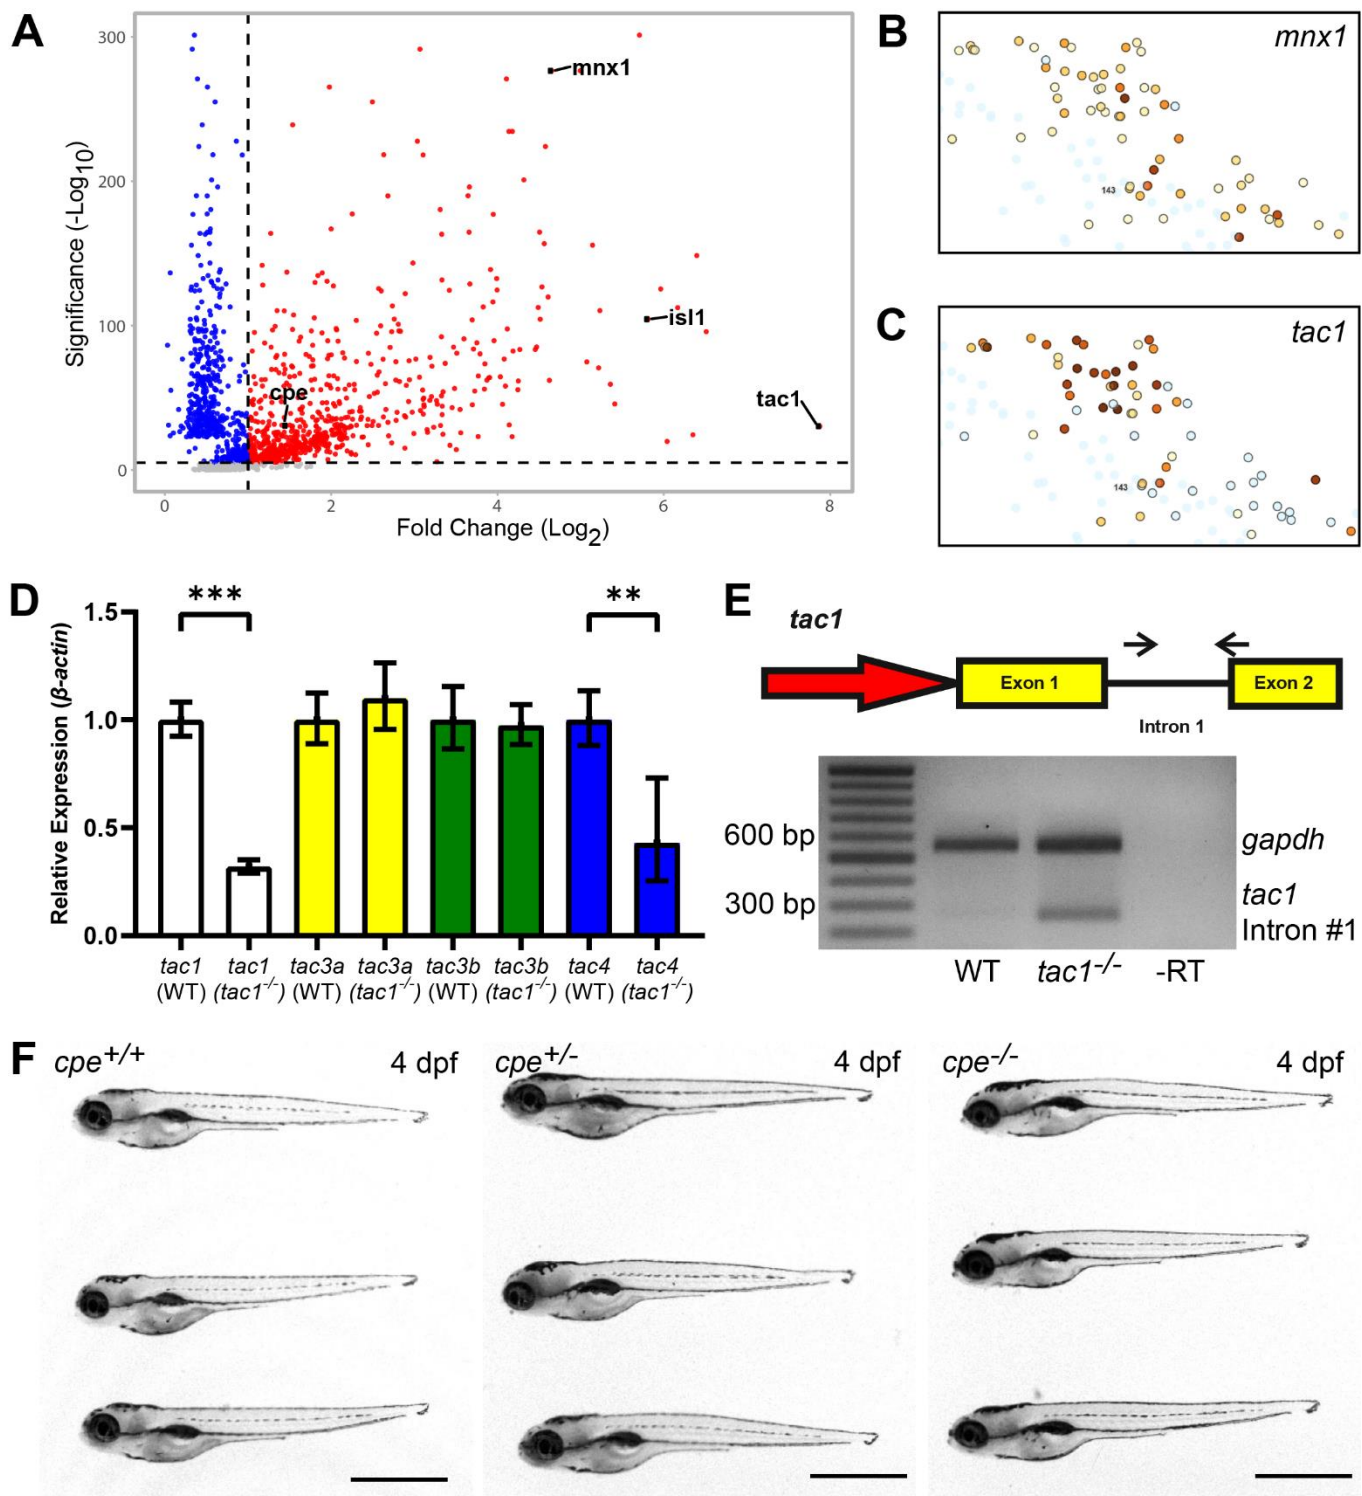 A
300
200
100
0
Significance (-Log10)
mnx1
isl1
cpe
tac1
0
2
4
6
8
Fold Change (Log2)
B
mnx1
143
C
tac1
143
D
1.5
1.0
0.5
0.0
Relative Expression (β-actin)
***
**
tac1 tac1 tac3a tac3a tac3b tac3b tac4 tac4
(WT) (tac1-/-) (WT) (tac1-/-) (WT) (tac1-/-) (WT) (tac1-/-)
E
tac1
Exon 1
Exon 2
Intron 1
600 bp
gapdh
300 bp
tac1
Intron #1
WT tac1-/- -RT
F
cpe+/+ 4 dpf
cpe+/- 4 dpf
cpe-/- 4 dpf